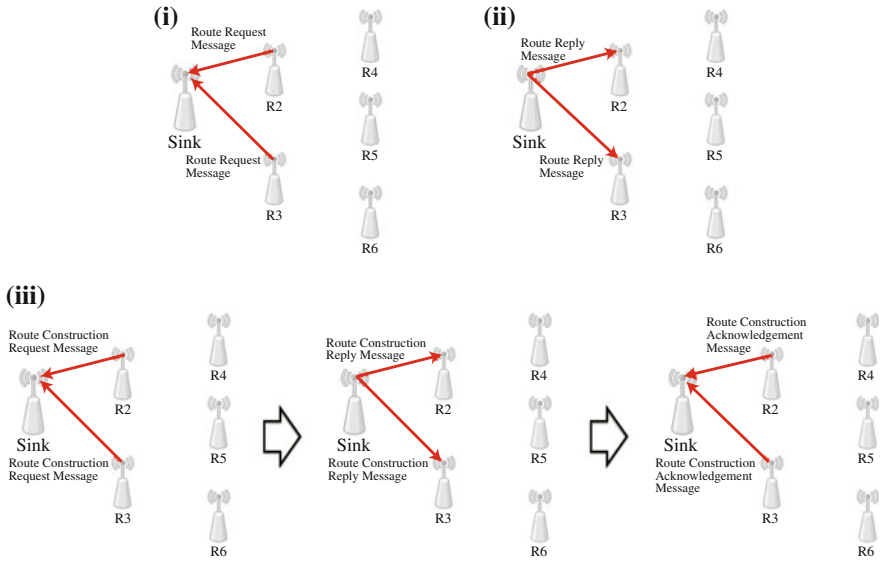 (i)
Route Request
Message
R2
Sink
Route Request
Message
R3
R4
R5
R6
(ii)
Route Reply
Message
R2
Sink
Route Reply
Message
R3
R4
R5
R6
(iii)
Route Construction
Request Message
R2
Sink
Route Construction
Request Message
R3
R4
R5
R6
Route Construction
Reply Message
R2
Sink
Route Construction
Reply Message
R3
R4
R5
R6
Route Construction
Acknowledgement
Message
R2
Sink
Route Construction
Acknowledgement
Message
R3
R4
R5
R6